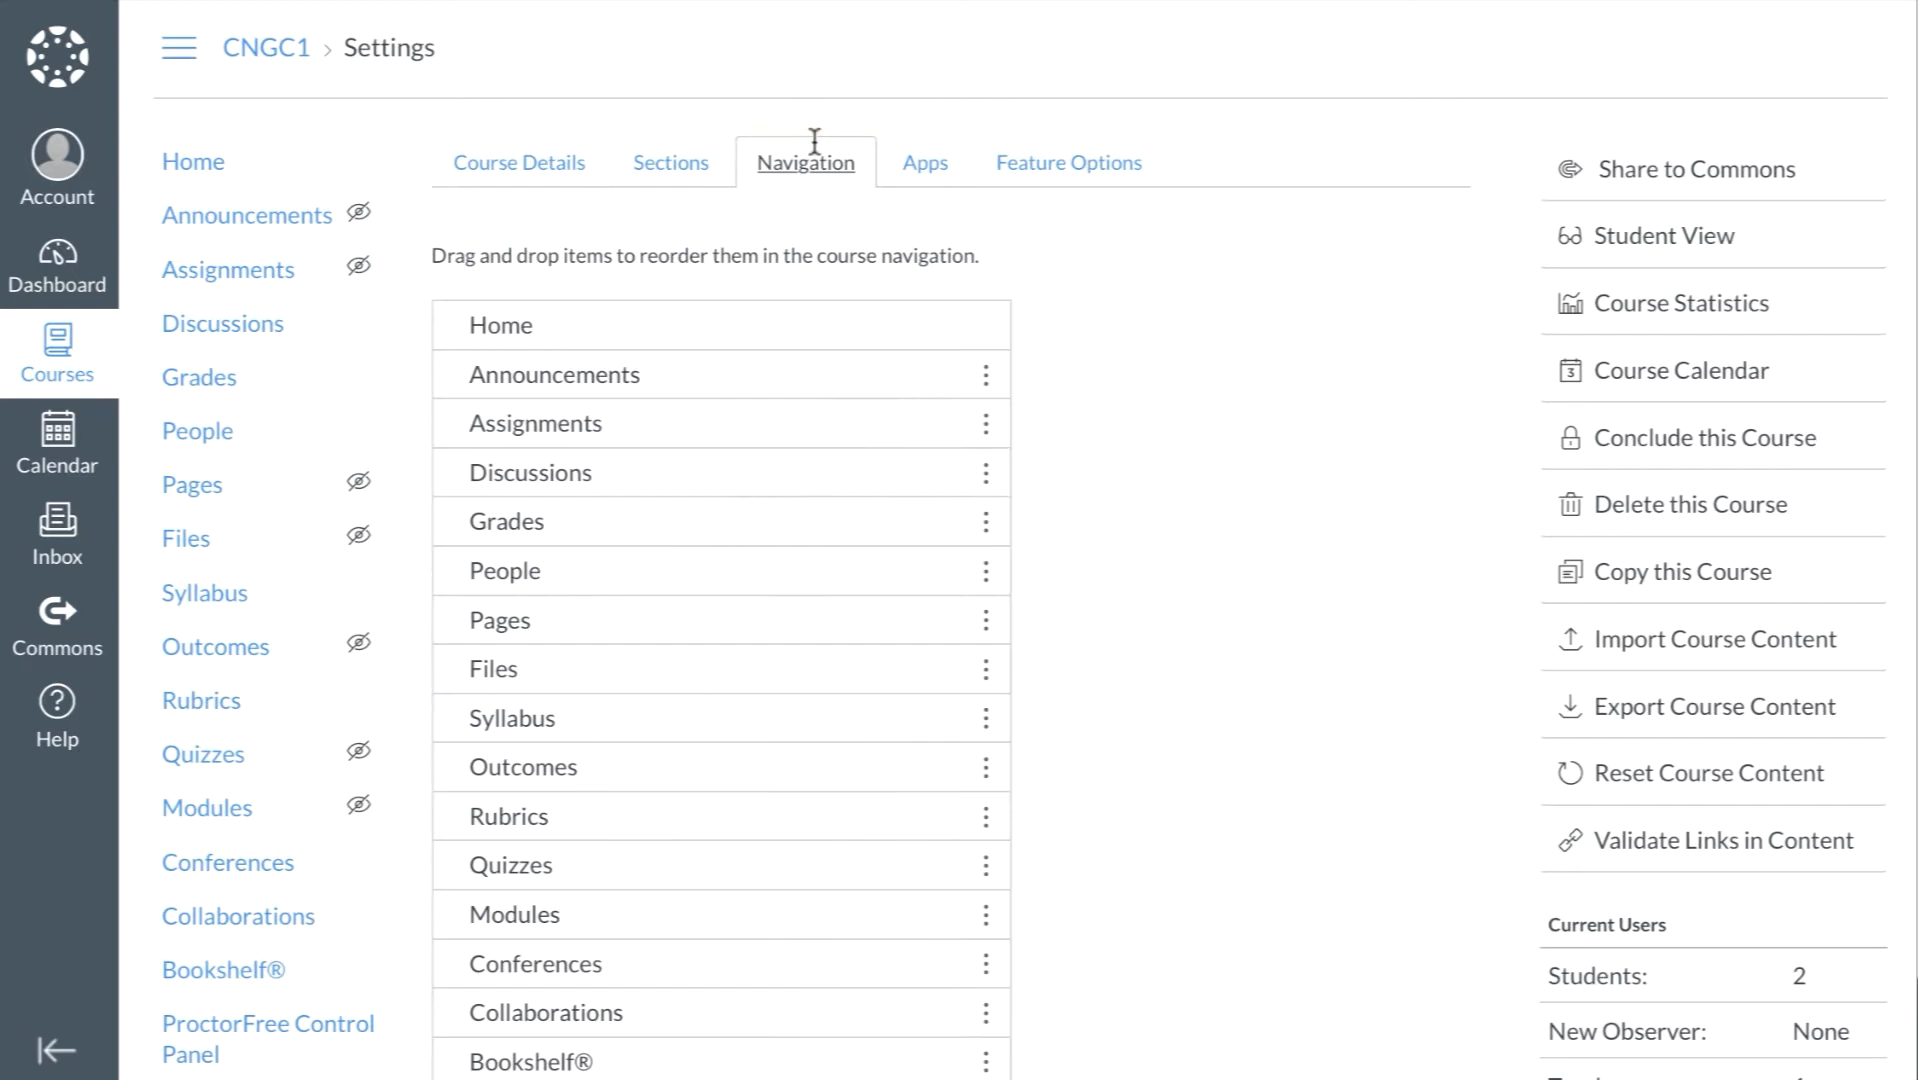 CNGC1 › Settings
Account
Dashboard
Courses
Calendar
Inbox
Commons
Help
Home
Announcements
Assignments
Discussions
Grades
People
Pages
Files
Syllabus
Outcomes
Rubrics
Quizzes
Modules
Conferences
Collaborations
Bookshelf®
ProctorFree Control
Panel
Course Details Sections Navigation Apps Feature Options
Drag and drop items to reorder them in the course navigation.
Home
Announcements
Assignments
Discussions
Grades
People
Pages
Files
Syllabus
Outcomes
Rubrics
Quizzes
Modules
Conferences
Collaborations
Bookshelf®
Share to Commons
Student View
Course Statistics
3 Course Calendar
Conclude this Course
Delete this Course
Copy this Course
Import Course Content
Export Course Content
Reset Course Content
Validate Links in Content
Current Users
Students: 2
New Observer: None